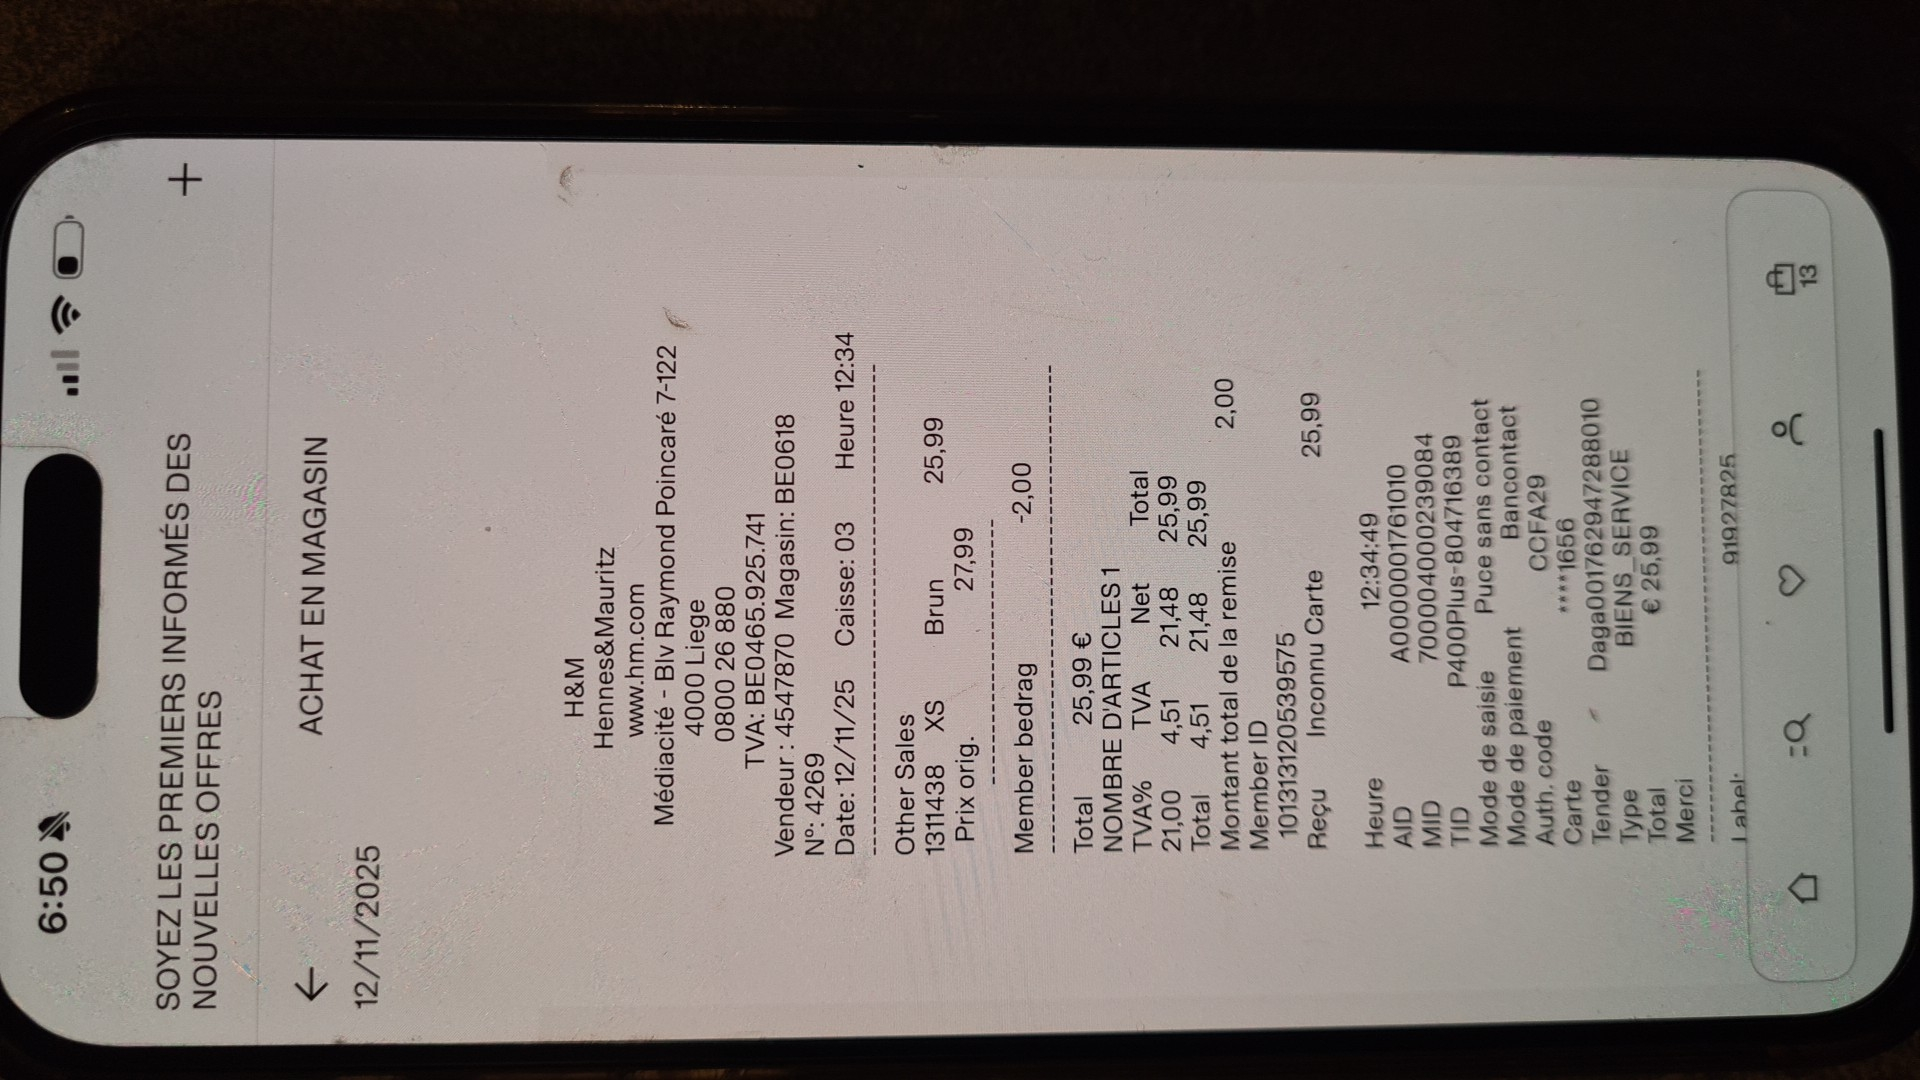 6:50
SOYEZ LES PREMIERS INFORMÉS DES
NOUVELLES OFFRES
ACHAT EN MAGASIN
12/11/2025
H&M
Hennes&Mauritz
www.hm.com
Médiacité - Blv Raymond Poincaré 7-122
4000 Liege
0800 26 880
TVA: BE0465.925.741
Vendeur : 4547870 Magasin: BE0618
N°: 4269
Date: 12/11/25 Caisse: 03 Heure 12:34
Other Sales
1311438 XS Brun 25,99
Prix orig. 27,99
Member bedrag -2,00
Total 25,99 €
NOMBRE D'ARTICLES 1
TVA% TVA Net Total
21,00 4,51 21,48 25,99
Total 4,51 21,48 25,99
Montant total de la remise 2,00
Member ID
1013131205395​75
Reçu Inconnu Carte 25,99
Heure 12:34:49
AID A0000001761010
MID 7000040002390​84
TID P400Plus-804716389
Mode de saisie Puce sans contact
Mode de paiement Bancontact
Auth. code CCFA29
Carte ****1656
Tender Daga001762947288010
Type BIENS_SERVICE
Total € 25,99
Merci
Label: 91927825
13